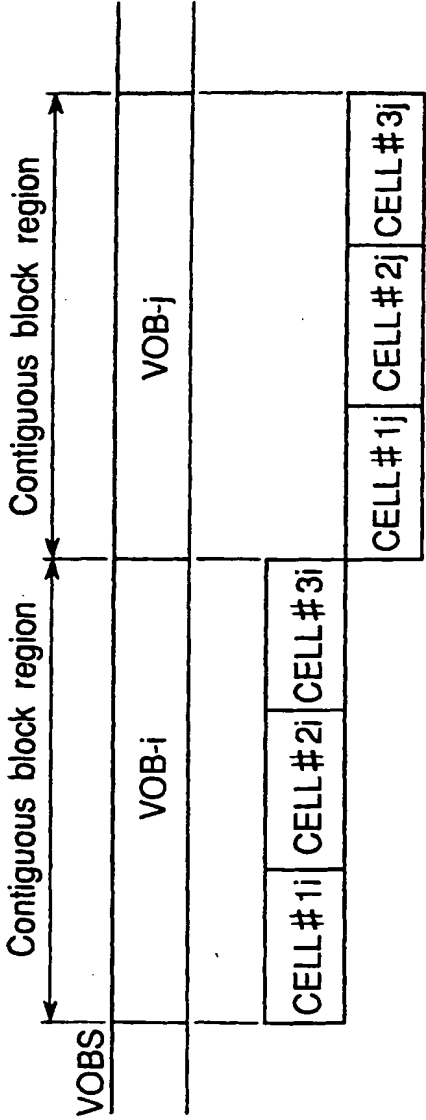 Contiguous block region
Contiguous block region
VOBS
VOB-i
VOB-j
CELL#1i
CELL#2i
CELL#3i
CELL#1j
CELL#2j
CELL#3j